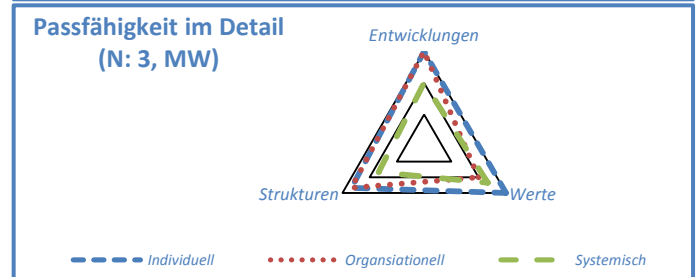 Passfähigkeit im Detail
(N: 3, MW)
Entwicklungen
Strukturen
Werte
Individuell
Organsiationell
Systemisch